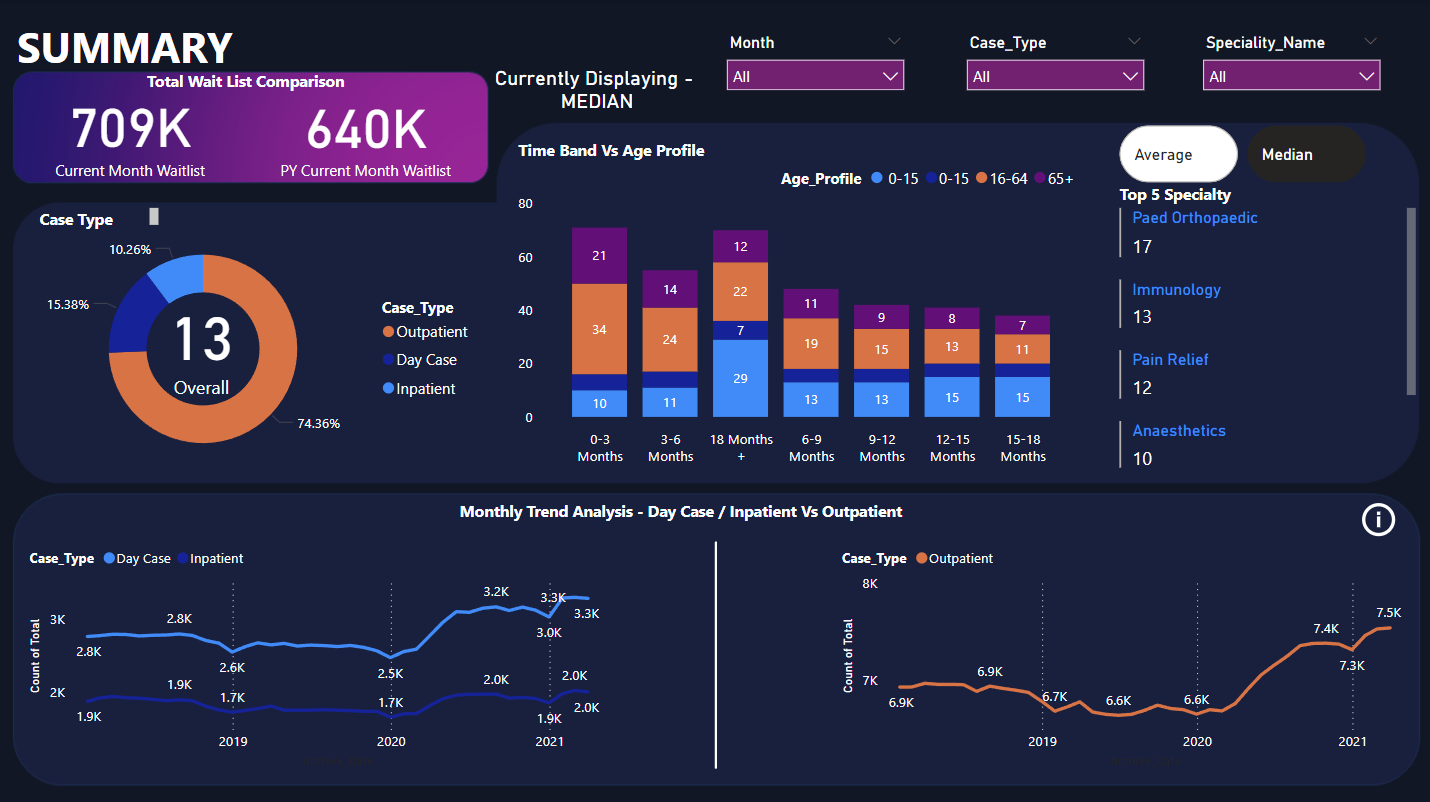 SUMMARY
Total Wait List Comparison
709K
640K
Current Month Waitlist
PY Current Month Waitlist
Currently Displaying -
MEDIAN
Month
All
Case_Type
All
Speciality_Name
All
Case Type
10.26%
15.38%
74.36%
13
Overall
Case_Type
Outpatient
Day Case
Inpatient
Time Band Vs Age Profile
Age_Profile 0-15 0-15 16-64 65+
80
60
40
20
0
21
34
10
14
24
11
12
22
7
29
11
19
13
9
15
13
8
13
15
7
11
15
0-3
Months
3-6
Months
18 Months
+
6-9
Months
9-12
Months
12-15
Months
15-18
Months
Average
Median
Top 5 Specialty
Paed Orthopaedic
17
Immunology
13
Pain Relief
12
Anaesthetics
10
Monthly Trend Analysis - Day Case / Inpatient Vs Outpatient
i
Case_Type Day Case Inpatient
Count of Total
3K
2K
2.8K
2.8K
2.6K
2.5K
3.2K
3.0K
3.3K
3.3K
1.9K
1.9K
1.7K
1.7K
2.0K
1.9K
2.0K
2.0K
2019
2020
2021
Case_Type Outpatient
Count of Total
8K
7K
6.9K
6.9K
6.7K
6.6K
6.6K
7.4K
7.3K
7.5K
2019
2020
2021